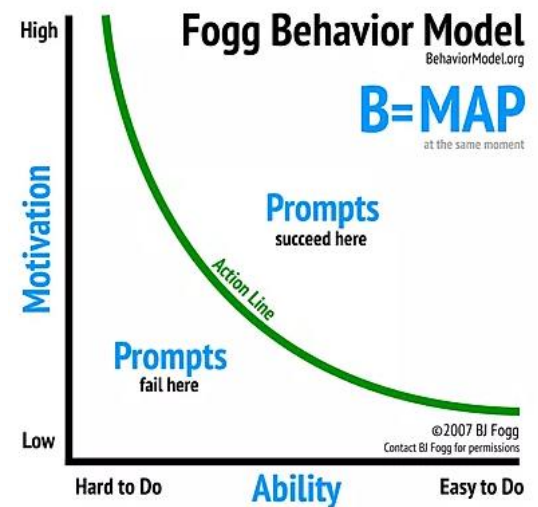 High
Fogg Behavior Model
BehaviorModel.org
B=MAP
at the same moment
Motivation
Prompts
succeed here
Action Line
Prompts
fail here
Low
©2007 BJ Fogg
Contact BJ Fogg for permissions
Hard to Do
Ability
Easy to Do